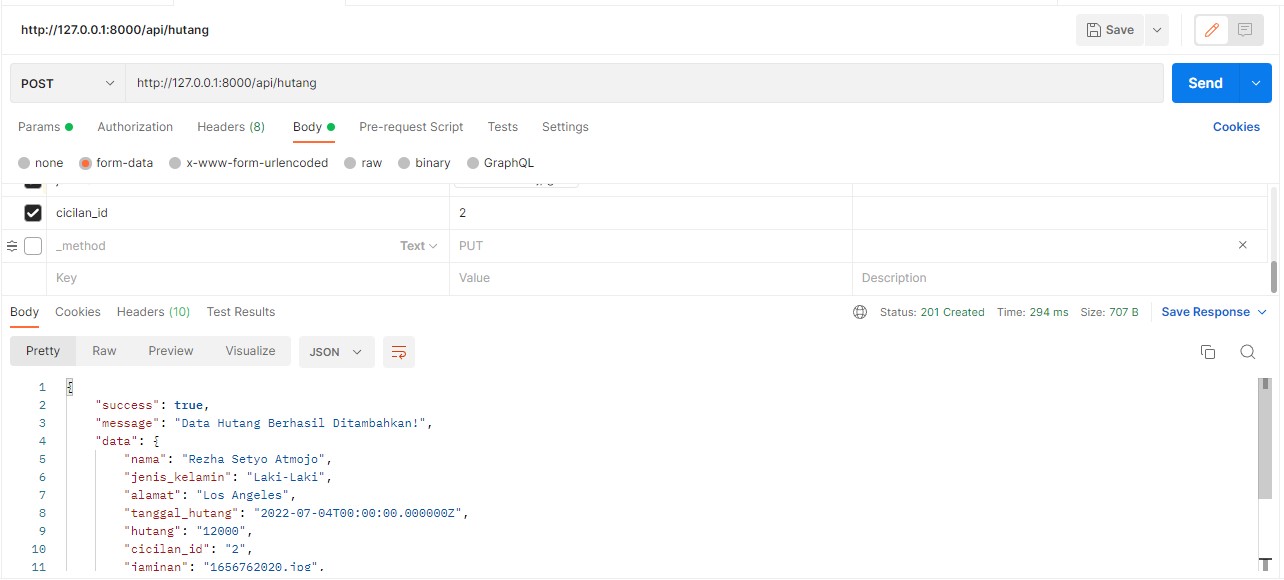 http://127.0.0.1:8000/api/hutang Save
POST http://127.0.0.1:8000/api/hutang Send
Params Authorization Headers (8) Body Pre-request Script Tests Settings Cookies
none form-data x-www-form-urlencoded raw binary GraphQL
cicilan_id 2
_method Text PUT
Key Value Description
Body Cookies Headers (10) Test Results Status: 201 Created Time: 294 ms Size: 707 B Save Response
Pretty Raw Preview Visualize JSON
1 {
2 "success": true,
3 "message": "Data Hutang Berhasil Ditambahkan!",
4 "data": {
5 "nama": "Rezha Setyo Atmojo",
6 "jenis_kelamin": "Laki-Laki",
7 "alamat": "Los Angeles",
8 "tanggal_hutang": "2022-07-04T00:00:00.000000Z",
9 "hutang": "12000",
10 "cicilan_id": "2",
11 "jaminan": "1656762020.jpg",